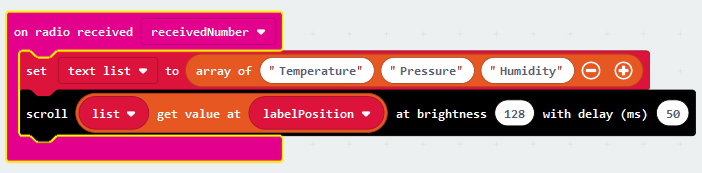 on radio received receivedNumber
set text list to array of "Temperature" "Pressure" "Humidity"
scroll list get value at labelPosition at brightness 128 with delay (ms) 50